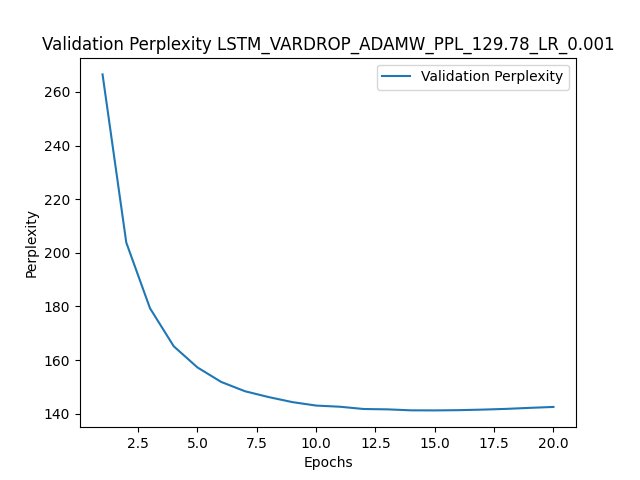 Validation Perplexity LSTM_VARDROP_ADAMW_PPL_129.78_LR_0.001
Validation Perplexity
260
240
220
200
180
160
140
Perplexity
2.5 5.0 7.5 10.0 12.5 15.0 17.5 20.0
Epochs